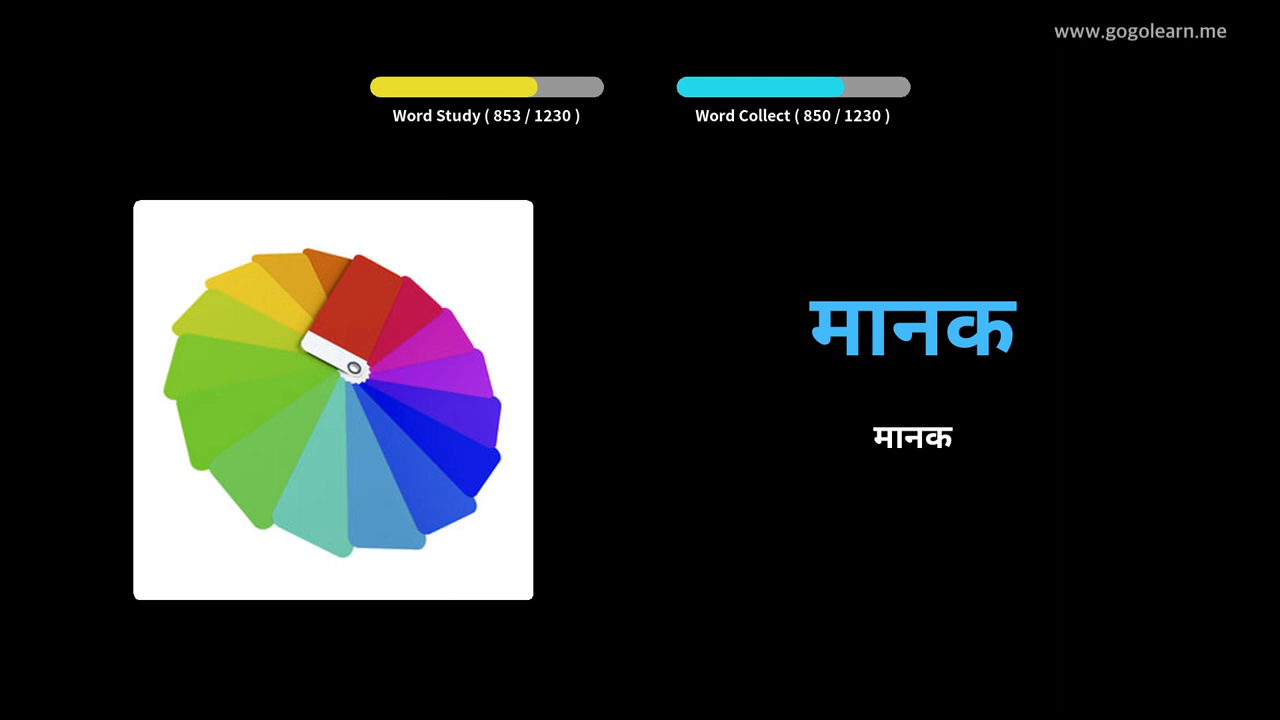 www.gogolearn.me
Word Study ( 853 / 1230 )
Word Collect ( 850 / 1230 )
मानक
मानक